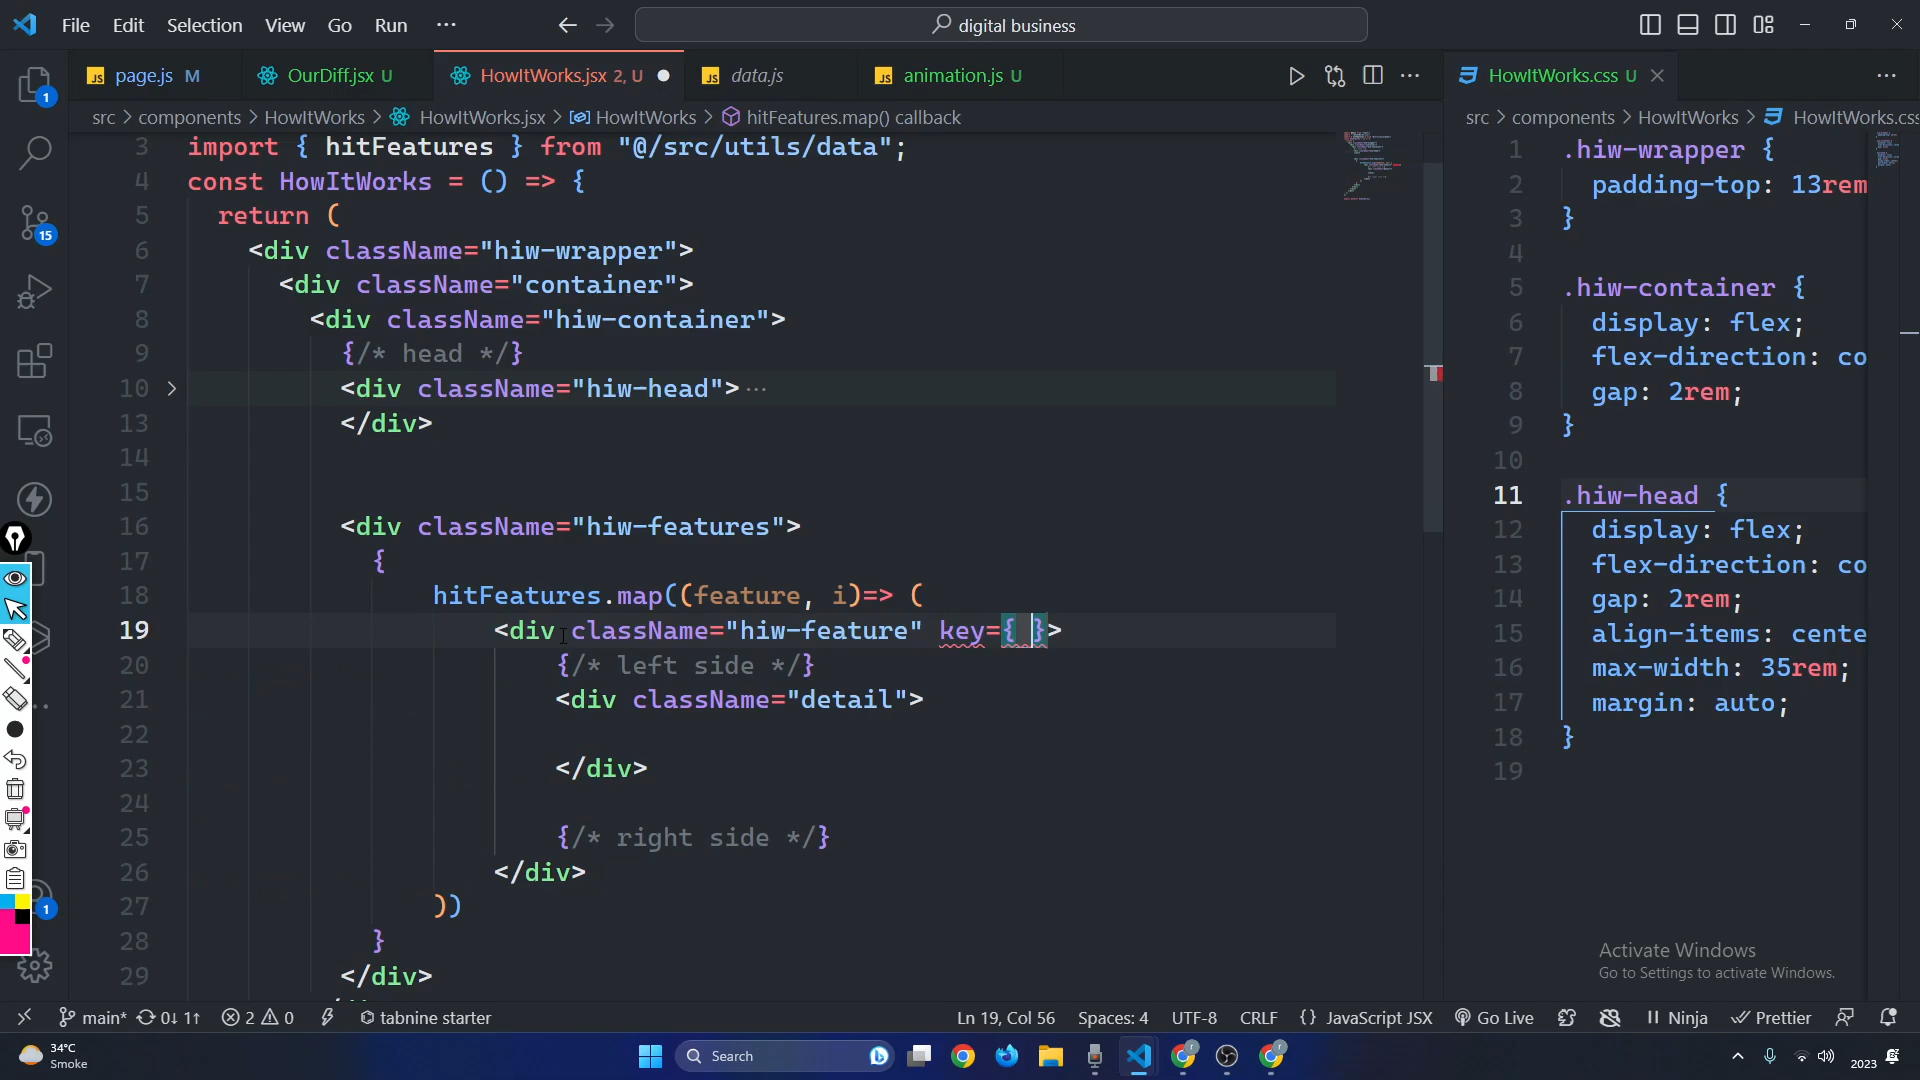 File Edit Selection View Go Run ···
digital business
page.js M
OurDiff.jsx U
HowItWorks.jsx 2, U
data.js
animation.js U
HowItWorks.css U
src > components > HowItWorks > HowItWorks.jsx > HowItWorks > hitFeatures.map() callback
src > components > HowItWorks > HowItWorks.css
3 import { hitFeatures } from "@/src/utils/data";
4 const HowItWorks = () => {
5 return (
6 <div className="hiw-wrapper">
7 <div className="container">
8 <div className="hiw-container">
9 {/* head */}
10 <div className="hiw-head">···
13 </div>
14
15
16 <div className="hiw-features">
17 {
18 hitFeatures.map((feature, i)=> (
19 <div className="hiw-feature" key={ }>
20 {/* left side */}
21 <div className="detail">
22
23 </div>
24
25 {/* right side */}
26 </div>
27 ))
28 }
29 </div>
1 .hiw-wrapper {
2 padding-top: 13rem
3 }
4
5 .hiw-container {
6 display: flex;
7 flex-direction: co
8 gap: 2rem;
9 }
10
11 .hiw-head {
12 display: flex;
13 flex-direction: co
14 gap: 2rem;
15 align-items: cente
16 max-width: 35rem;
17 margin: auto;
18 }
19
1
15
1
Activate Windows
Go to Settings to activate Windows.
main* 0↓ 1↑ 2 0 tabnine starter
Ln 19, Col 56 Spaces: 4 UTF-8 CRLF {} JavaScript JSX Go Live Ninja Prettier
34°C
Smoke
Search
2023